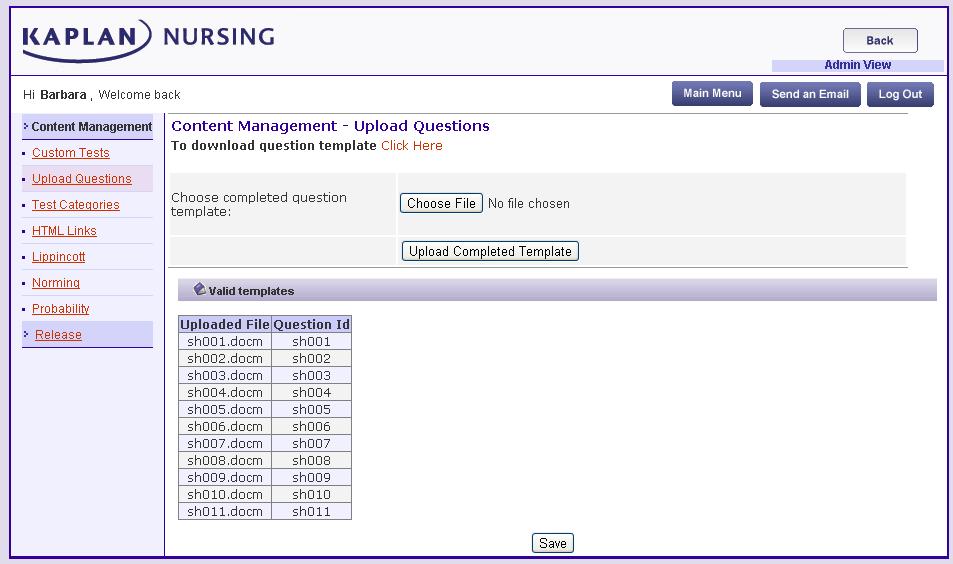 KAPLAN NURSING
Back
Admin View
Hi Barbara , Welcome back
Main Menu
Send an Email
Log Out
Content Management
Custom Tests
Upload Questions
Test Categories
HTML Links
Lippincott
Norming
Probability
Release
Content Management - Upload Questions
To download question template Click Here
Choose completed question
template:
Choose File No file chosen
Upload Completed Template
Valid templates
Uploaded File Question Id
sh001.docm sh001
sh002.docm sh002
sh003.docm sh003
sh004.docm sh004
sh005.docm sh005
sh006.docm sh006
sh007.docm sh007
sh008.docm sh008
sh009.docm sh009
sh010.docm sh010
sh011.docm sh011
Save